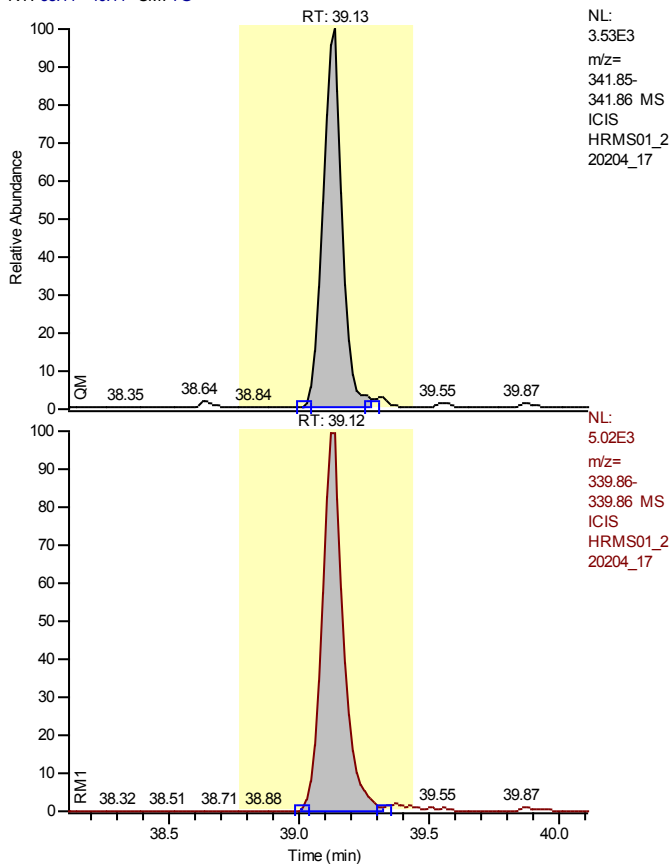 RT: 39.13
NL:
3.53E3
m/z=
341.85-
341.86 MS
ICIS
HRMS01_2
20204_17
100
90
80
70
60
50
40
30
20
10
0
Relative Abundance
QM
38.35
38.64
38.84
39.55
39.87
RT: 39.12
NL:
5.02E3
m/z=
339.86-
339.86 MS
ICIS
HRMS01_2
20204_17
100
90
80
70
60
50
40
30
20
10
0
RM1
38.32
38.51
38.71
38.88
39.55
39.87
38.5
39.0
39.5
40.0
Time (min)